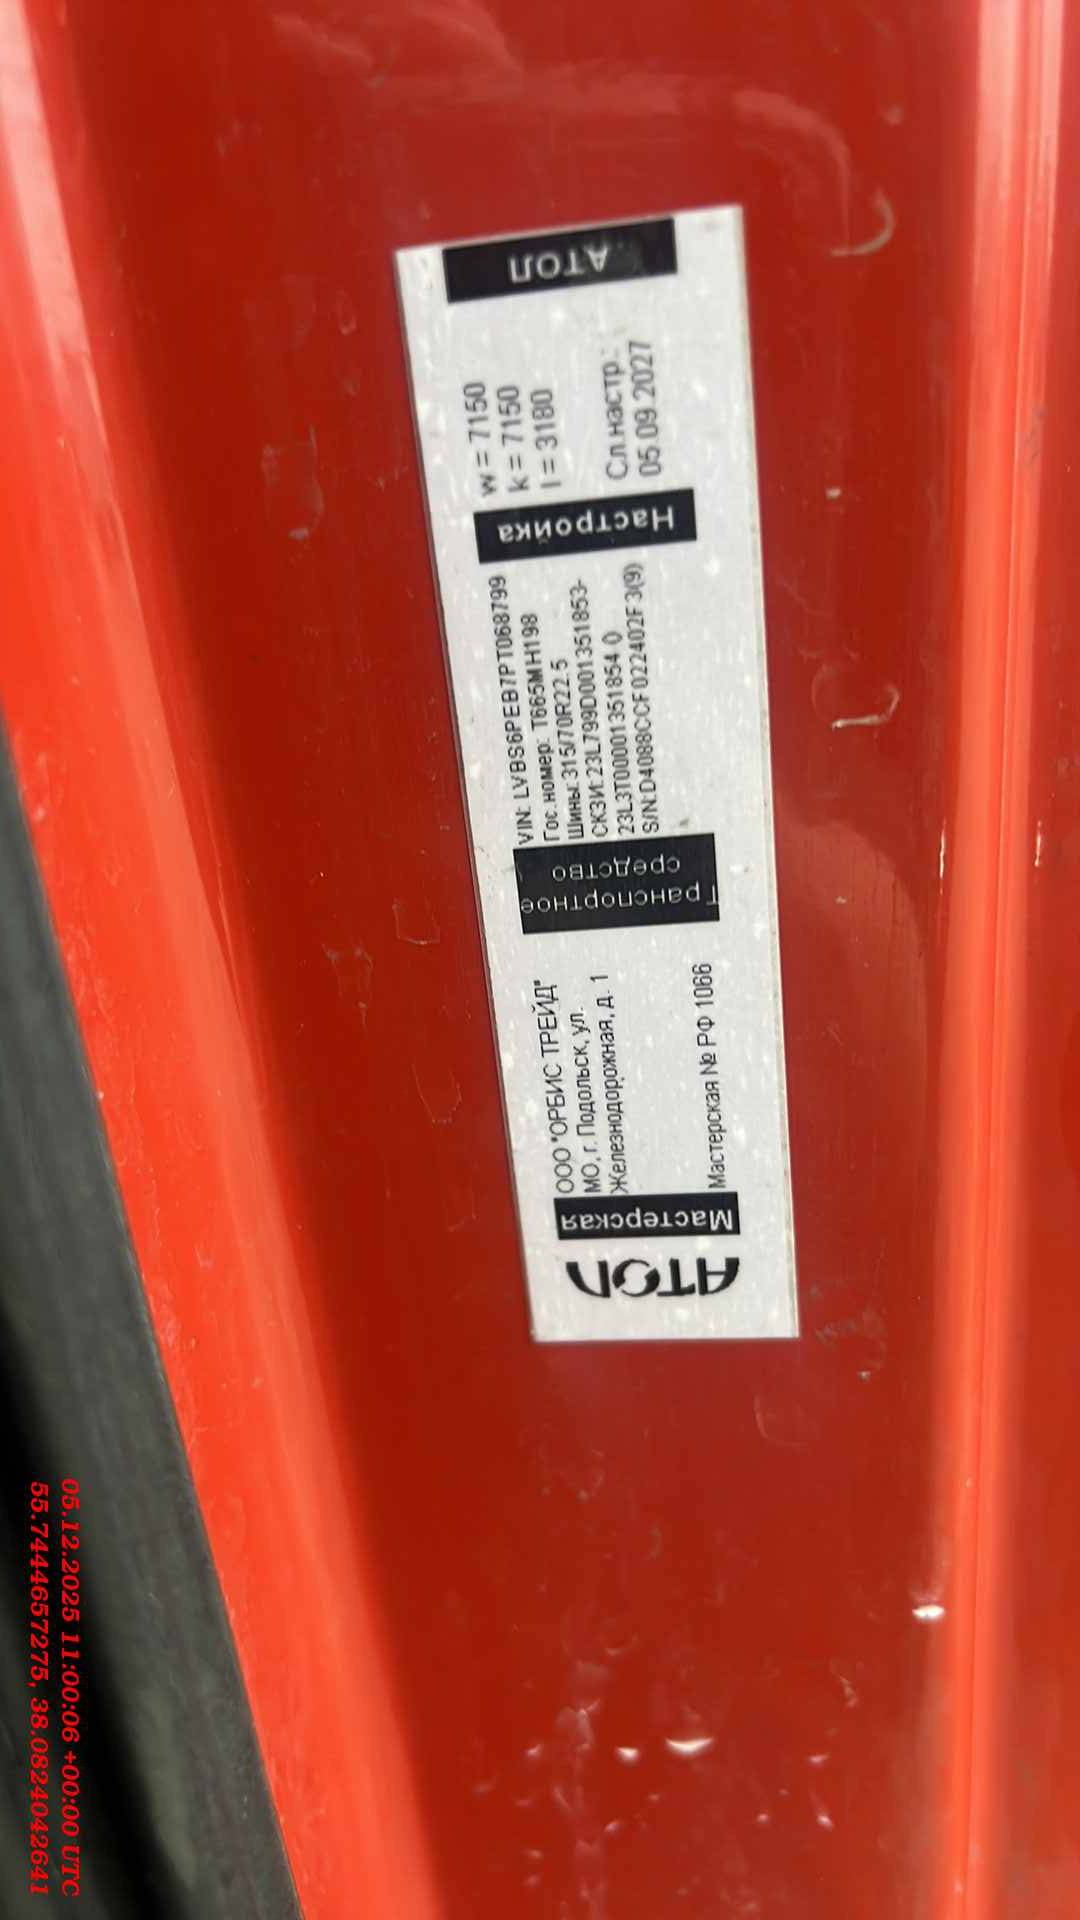 АТОЛ
Мастерская
ООО "ОРБИС ТРЕЙД"
МО, г. Подольск, ул.
Железнодорожная, д. 1
Мастерская № РФ 1066
Транспортное
средство
VIN: LVBS6PEB7PT068799
Гос.номер: Т665МН198
Шины:315/70R22.5
СКЗИ:23L799D0001351853-
23L3T00001351854 0
S/N:D4088CCF022402F3(9)
Настройка
w = 7150
k = 7150
l = 3180
Сл.настр.:
05.09.2027
АТОЛ
05.12.2025 11:00:06 +00:00 UTC
55.7444657275, 38.0824042641